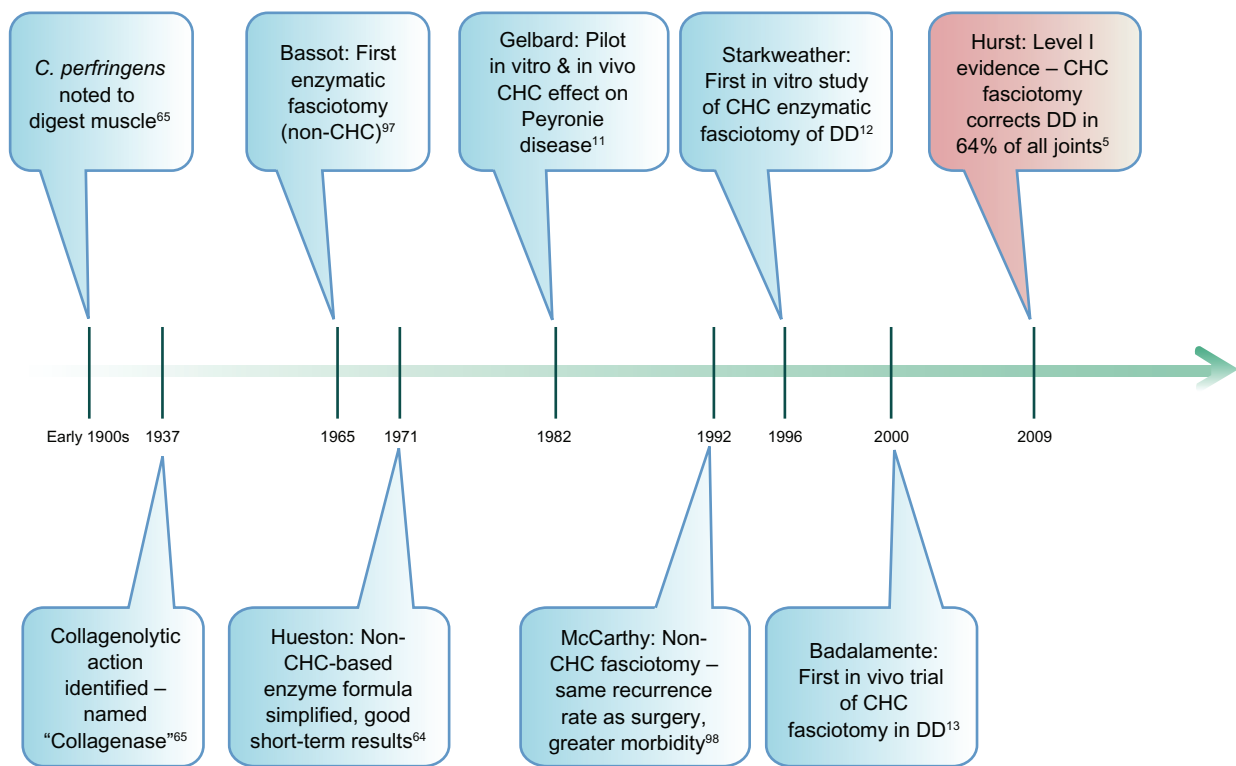 C. perfringens
noted to
digest muscle65
Bassot: First
enzymatic
fasciotomy
(non-CHC)97
Gelbard: Pilot
in vitro & in vivo
CHC effect on
Peyronie
disease11
Starkweather:
First in vitro study
of CHC enzymatic
fasciotomy of DD12
Hurst: Level I
evidence – CHC
fasciotomy
corrects DD in
64% of all joints5
Early 1900s 1937 1965 1971 1982 1992 1996 2000 2009
Collagenolytic
action
identified –
named
“Collagenase”65
Hueston: Non-
CHC-based
enzyme formula
simplified, good
short-term results64
McCarthy: Non-
CHC fasciotomy –
same recurrence
rate as surgery,
greater morbidity98
Badalamente:
First in vivo trial
of CHC
fasciotomy in DD13